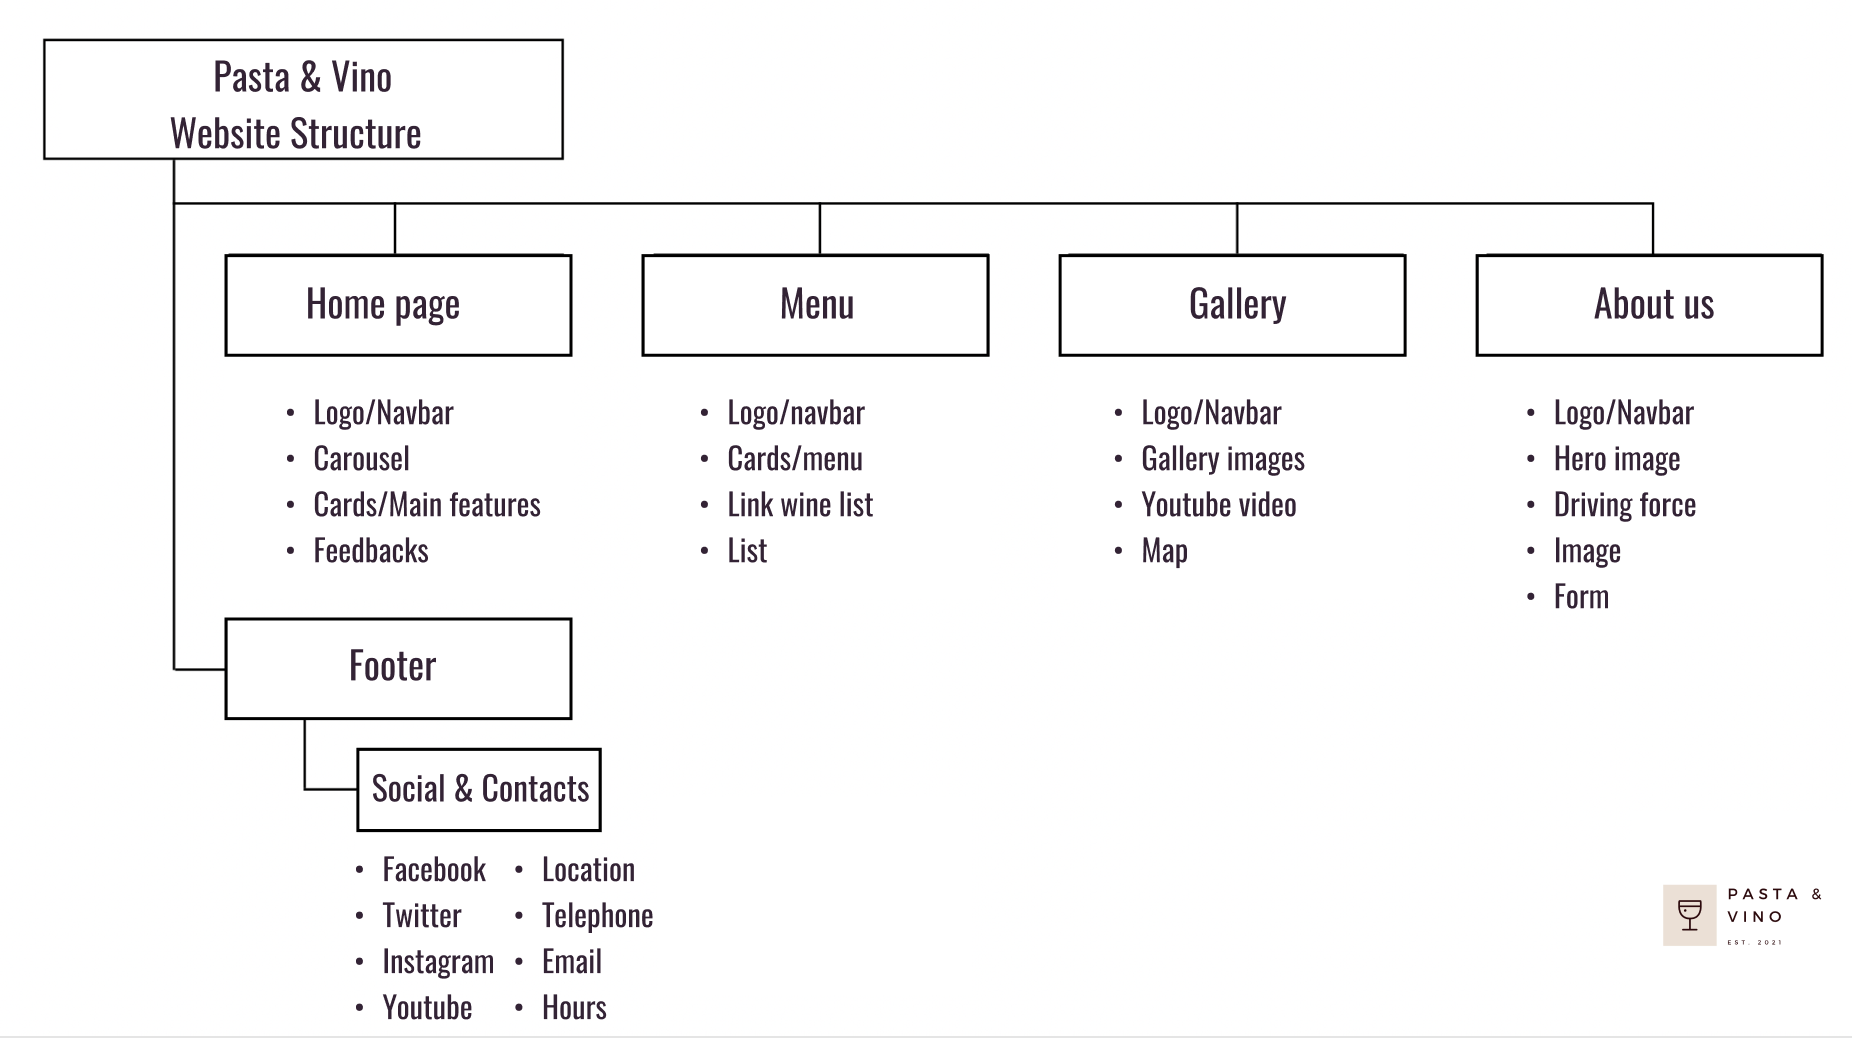 Pasta & Vino
Website Structure
Home page
Menu
Gallery
About us
• Logo/Navbar
• Carousel
• Cards/Main features
• Feedbacks
• Logo/navbar
• Cards/menu
• Link wine list
• List
• Logo/Navbar
• Gallery images
• Youtube video
• Map
• Logo/Navbar
• Hero image
• Driving force
• Image
• Form
Footer
Social & Contacts
• Facebook
• Twitter
• Instagram
• Youtube
• Location
• Telephone
• Email
• Hours
PASTA &
VINO
EST. 2021